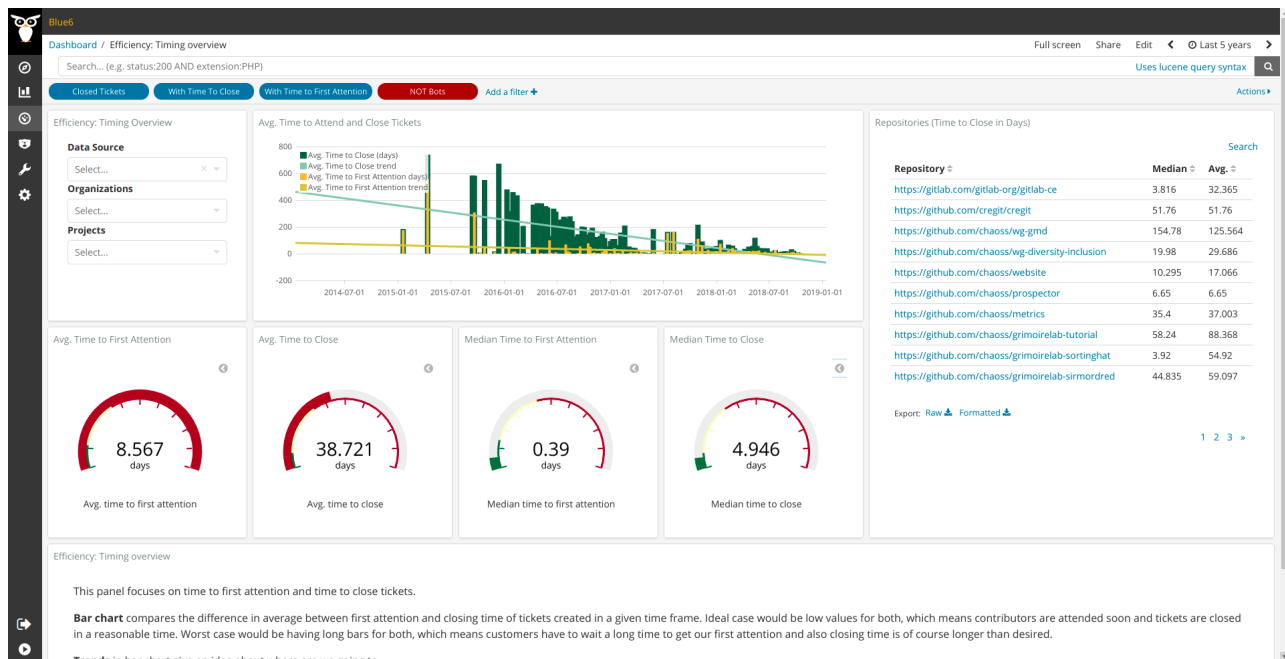 Blue6
Dashboard / Efficiency: Timing overview
Full screen Share Edit Last 5 years
Search... (e.g. status:200 AND extension:PHP)
Uses lucene query syntax
Closed Tickets
With Time To Close
With Time to First Attention
NOT Bots
Add a filter
Actions
Efficiency: Timing Overview
Data Source
Select...
Organizations
Select...
Projects
Select...
Avg. Time to Attend and Close Tickets
800
600
400
200
0
-200
Avg. Time to Close (days)
Avg. Time to Close trend
Avg. Time to First Attention days)
Avg. Time to First Attention trend
2014-07-01 2015-01-01 2015-07-01 2016-01-01 2016-07-01 2017-01-01 2017-07-01 2018-01-01 2018-07-01 2019-01-01
Repositories (Time to Close in Days)
Search
Repository Median Avg.
https://gitlab.com/gitlab-org/gitlab-ce 3.816 32.365
https://github.com/cregit/cregit 51.76 51.76
https://github.com/chaoss/wg-gmd 154.78 125.564
https://github.com/chaoss/wg-diversity-inclusion 19.98 29.686
https://github.com/chaoss/website 10.295 17.066
https://github.com/chaoss/prospector 6.65 6.65
https://github.com/chaoss/metrics 35.4 37.003
https://github.com/chaoss/grimoirelab-tutorial 58.24 88.368
https://github.com/chaoss/grimoirelab-sortinghat 3.92 54.92
https://github.com/chaoss/grimoirelab-sirmordred 44.835 59.097
Export: Raw Formatted
1 2 3 »
Avg. Time to First Attention
8.567
days
Avg. time to first attention
Avg. Time to Close
38.721
days
Avg. time to close
Median Time to First Attention
0.39
days
Median time to first attention
Median Time to Close
4.946
days
Median time to close
Efficiency: Timing overview
This panel focuses on time to first attention and time to close tickets.
Bar chart compares the difference in average between first attention and closing time of tickets created in a given time frame. Ideal case would be low values for both, which means contributors are attended soon and tickets are closed
in a reasonable time. Worst case would be having long bars for both, which means customers have to wait a long time to get our first attention and also closing time is of course longer than desired.